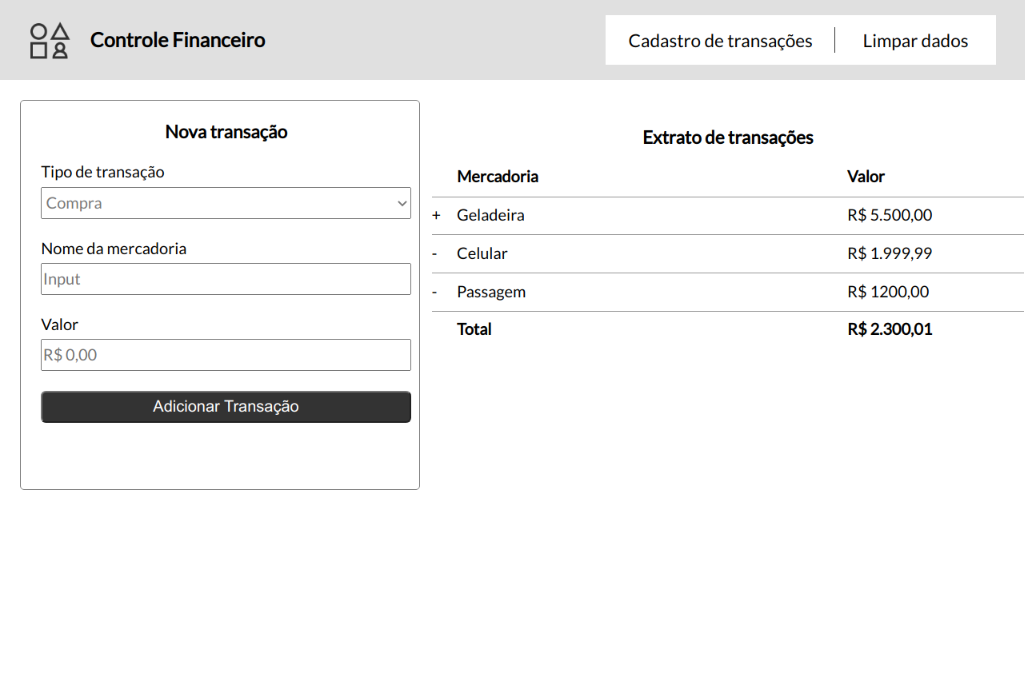 Controle Financeiro
Cadastro de transações
Limpar dados
Nova transação
Tipo de transação
Compra
Nome da mercadoria
Input
Valor
R$ 0,00
Adicionar Transação
Extrato de transações
Mercadoria Valor
+ Geladeira R$ 5.500,00
- Celular R$ 1.999,99
- Passagem R$ 1200,00
Total R$ 2.300,01